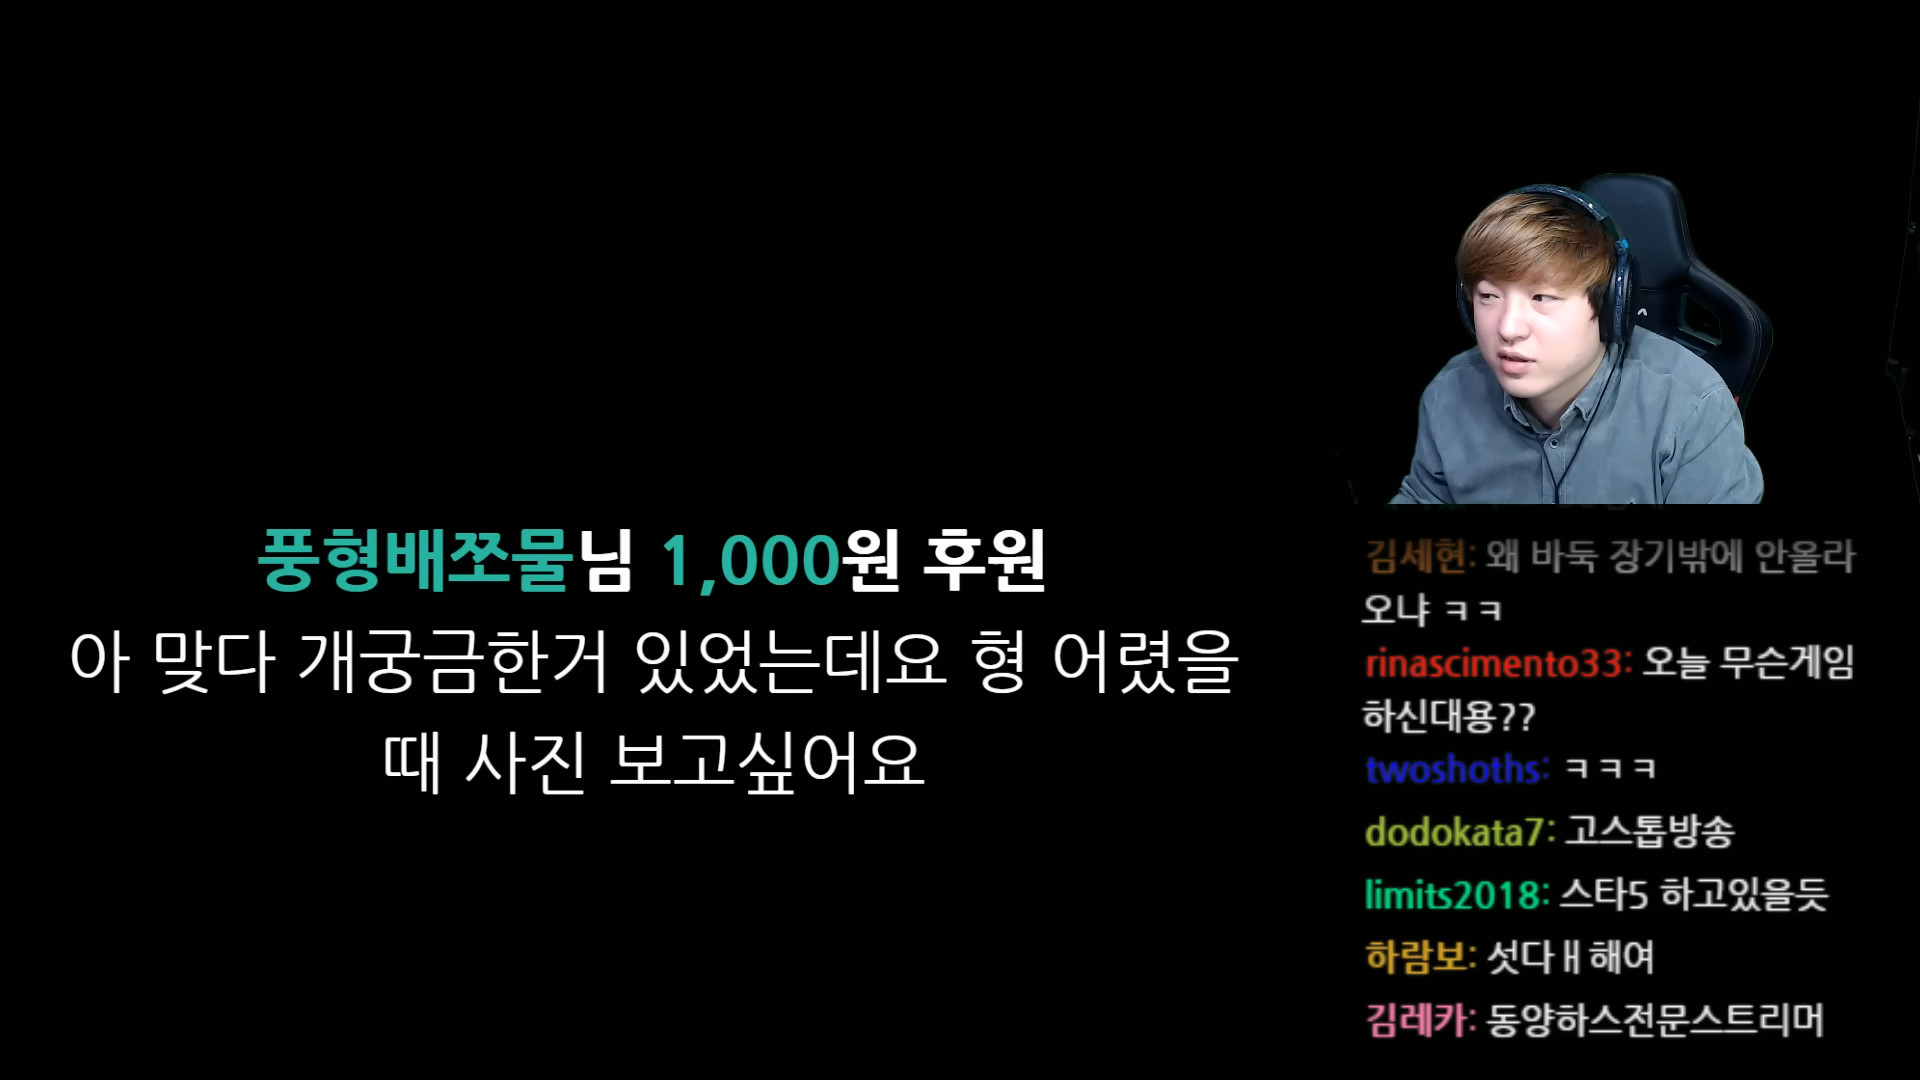 풍형배쪼물님 1,000원 후원
아 맞다 개궁금한거 있었는데요 형 어렸을
때 사진 보고싶어요
김세현: 왜 바둑 장기밖에 안올라
오냐 ㅋㅋ
rinascimento33: 오늘 무슨게임
하신대용??
twoshoths: ㅋㅋㅋ
dodokata7: 고스톱방송
limits2018: 스타5 하고있을듯
하람보: 섯다ㅐ해여
김레카: 동양하스전문스트리머